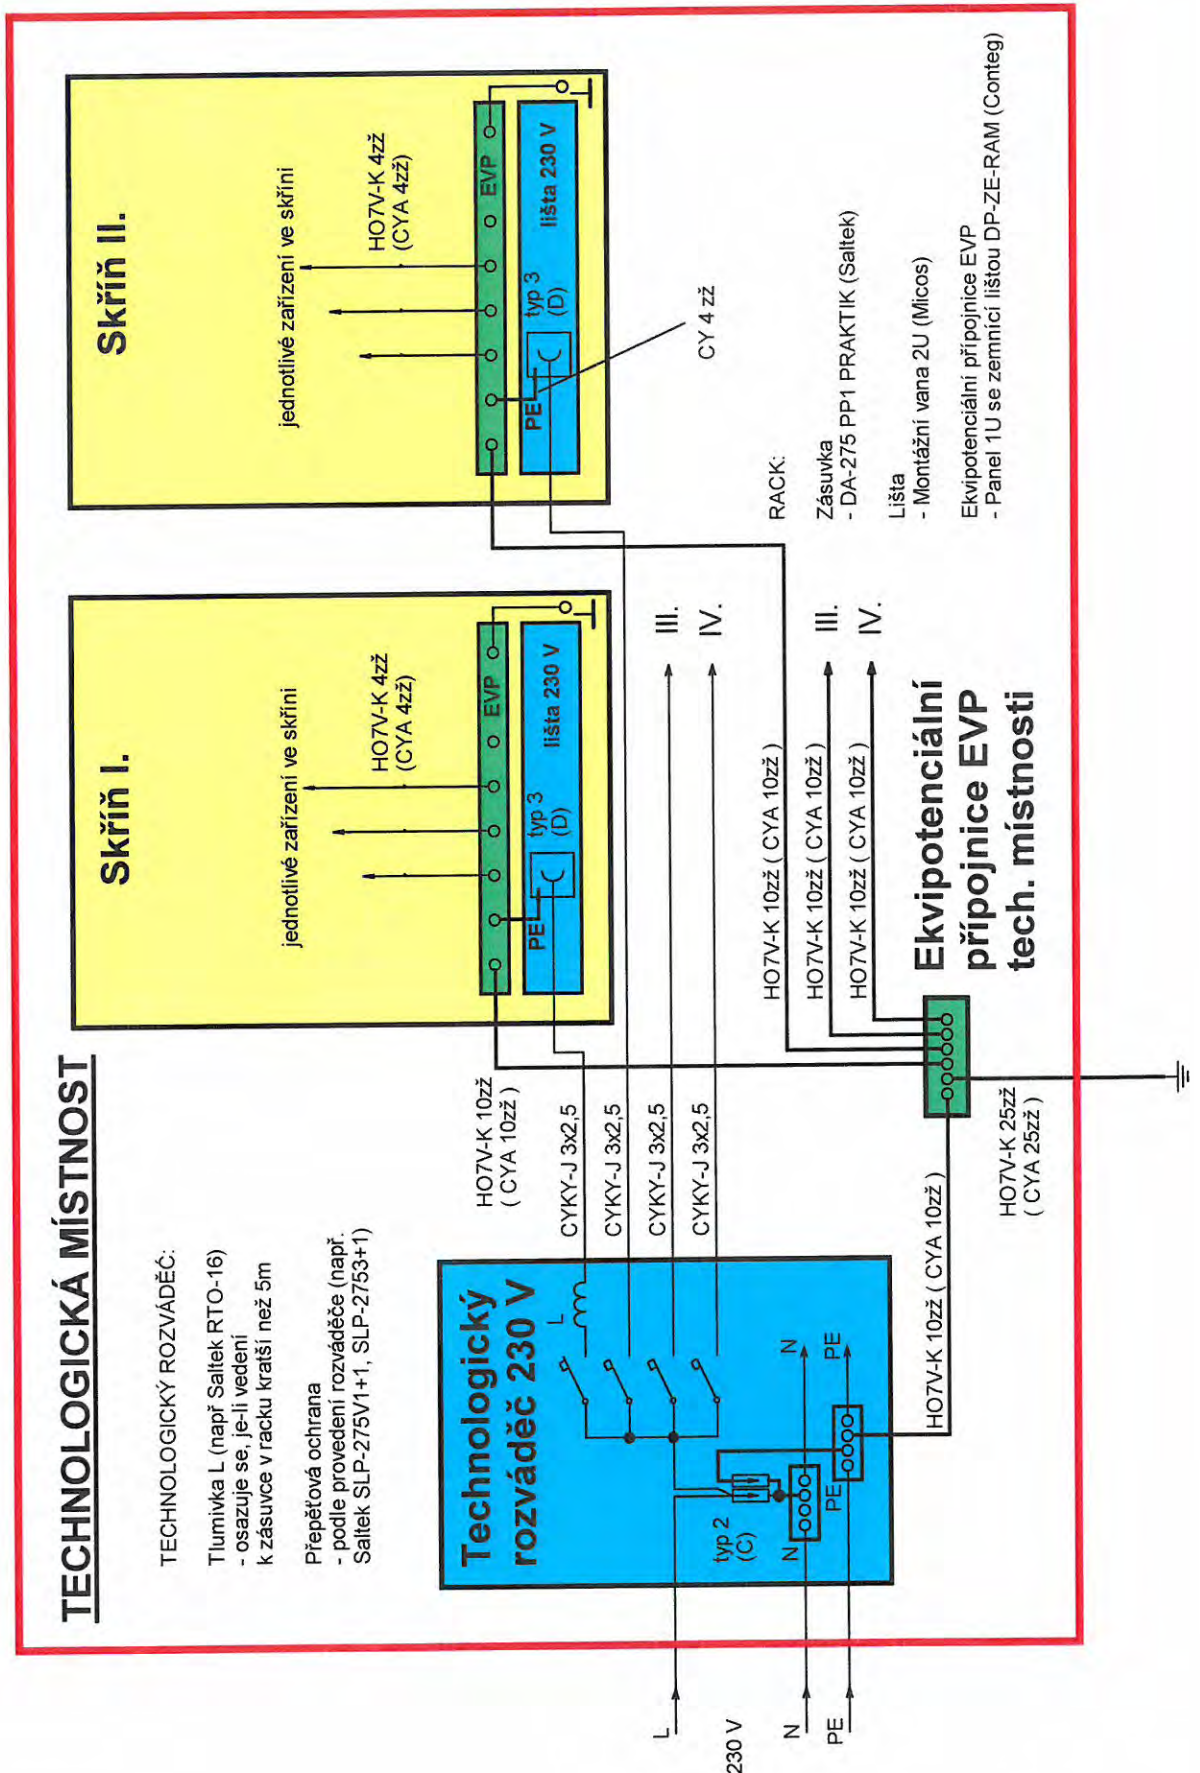 TECHNOLOGICKÁ MÍSTNOST
TECHNOLOGICKÝ ROZVÁDĚČ:
Tlumivka L (např Saltek RTO-16)
- osazuje se, je-li vedení
k zásuvce v racku kratší než 5m
Přepěťová ochrana
- podle provedení rozváděče (např.
Saltek SLP-275V1+1, SLP-2753+1)
Skříň I.
jednotlivé zařízení ve skříni
HO7V-K 4zž
(CYA 4zž)
EVP
PE
typ 3
(D)
lišta 230 V
Skříň II.
jednotlivé zařízení ve skříni
HO7V-K 4zž
(CYA 4zž)
EVP
PE
typ 3
(D)
lišta 230 V
CY 4 zž
HO7V-K 10zž
( CYA 10zž )
CYKY-J 3x2,5
CYKY-J 3x2,5
CYKY-J 3x2,5
CYKY-J 3x2,5
III.
IV.
Technologický
rozváděč 230 V
L
typ 2
(C)
N
N
PE
PE
L
230 V
N
PE
HO7V-K 10zž ( CYA 10zž )
HO7V-K 10zž ( CYA 10zž )
HO7V-K 10zž ( CYA 10zž )
III.
IV.
HO7V-K 10zž ( CYA 10zž )
HO7V-K 25zž
( CYA 25zž )
Ekvipotenciální
přípojnice EVP
tech. místnosti
RACK:
Zásuvka
- DA-275 PP1 PRAKTIK (Saltek)
Lišta
- Montážní vana 2U (Micos)
Ekvipotenciální přípojnice EVP
- Panel 1U se zemnící lištou DP-ZE-RAM (Conteg)